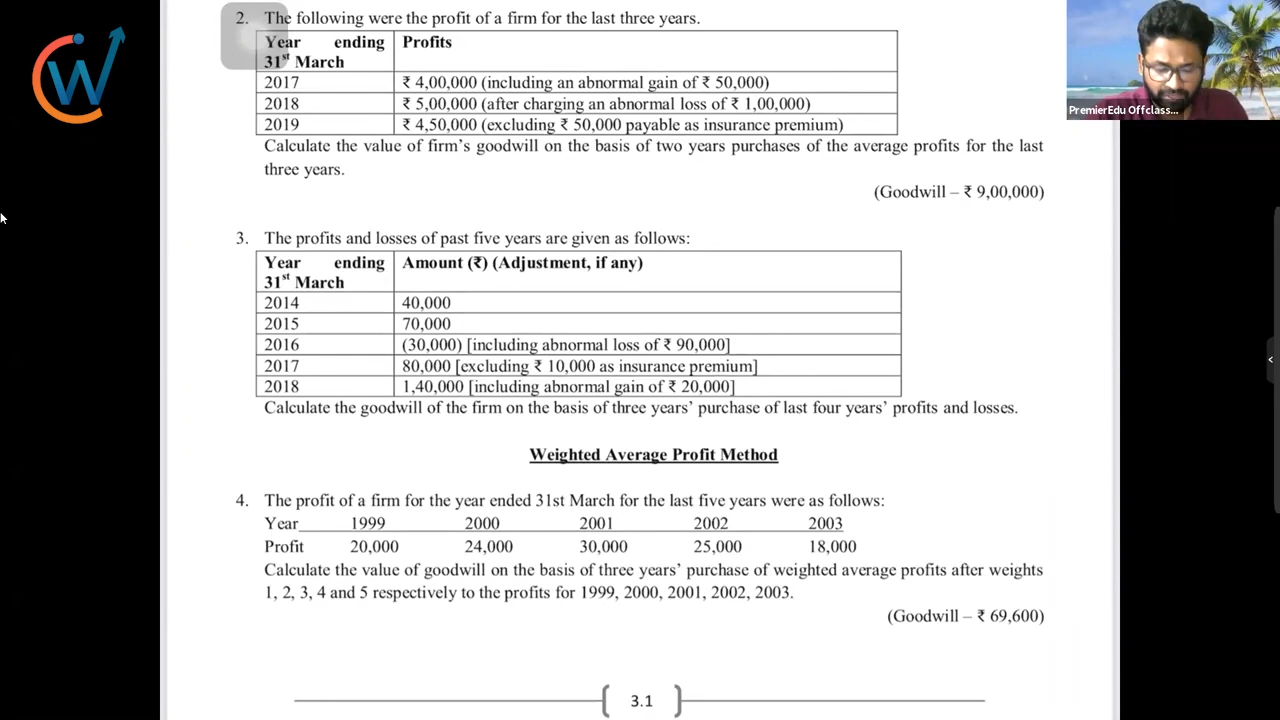 2. The following were the profit of a firm for the last three years.
Year ending Profits
31st March
2017 ₹ 4,00,000 (including an abnormal gain of ₹ 50,000)
2018 ₹ 5,00,000 (after charging an abnormal loss of ₹ 1,00,000)
2019 ₹ 4,50,000 (excluding ₹ 50,000 payable as insurance premium)
Calculate the value of firm's goodwill on the basis of two years purchases of the average profits for the last
three years.
(Goodwill – ₹ 9,00,000)
3. The profits and losses of past five years are given as follows:
Year ending Amount (₹) (Adjustment, if any)
31st March
2014 40,000
2015 70,000
2016 (30,000) [including abnormal loss of ₹ 90,000]
2017 80,000 [excluding ₹ 10,000 as insurance premium]
2018 1,40,000 [including abnormal gain of ₹ 20,000]
Calculate the goodwill of the firm on the basis of three years' purchase of last four years' profits and losses.
Weighted Average Profit Method
4. The profit of a firm for the year ended 31st March for the last five years were as follows:
Year 1999 2000 2001 2002 2003
Profit 20,000 24,000 30,000 25,000 18,000
Calculate the value of goodwill on the basis of three years' purchase of weighted average profits after weights
1, 2, 3, 4 and 5 respectively to the profits for 1999, 2000, 2001, 2002, 2003.
(Goodwill – ₹ 69,600)
3.1
PremierEdu Offclass...
W